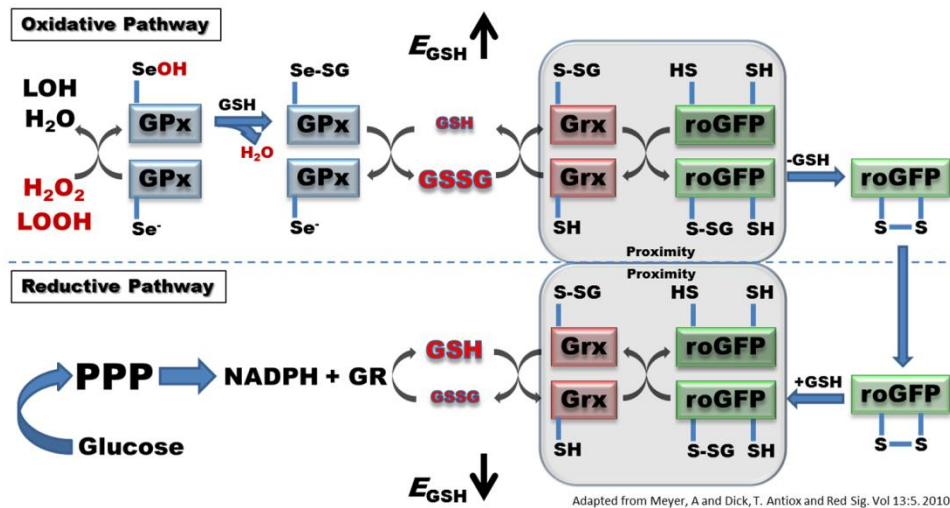 Oxidative Pathway
E GSH
SeOH
Se-SG
S-SG
HS
SH
LOH
H₂O
GPx
GSH
H₂O
GPx
GSH
Grx
roGFP
H₂O₂
LOOH
GPx
GPx
GSSG
Grx
roGFP
-GSH
roGFP
Se-
Se-
SH
S-SG
SH
S
S
Proximity
Proximity
Reductive Pathway
S-SG
HS
SH
PPP
NADPH + GR
GSH
GSSG
Grx
roGFP
Grx
roGFP
+GSH
roGFP
Glucose
SH
S-SG
SH
S
S
E GSH
Adapted from Meyer, A and Dick, T. Antiox and Red Sig. Vol 13:5. 2010